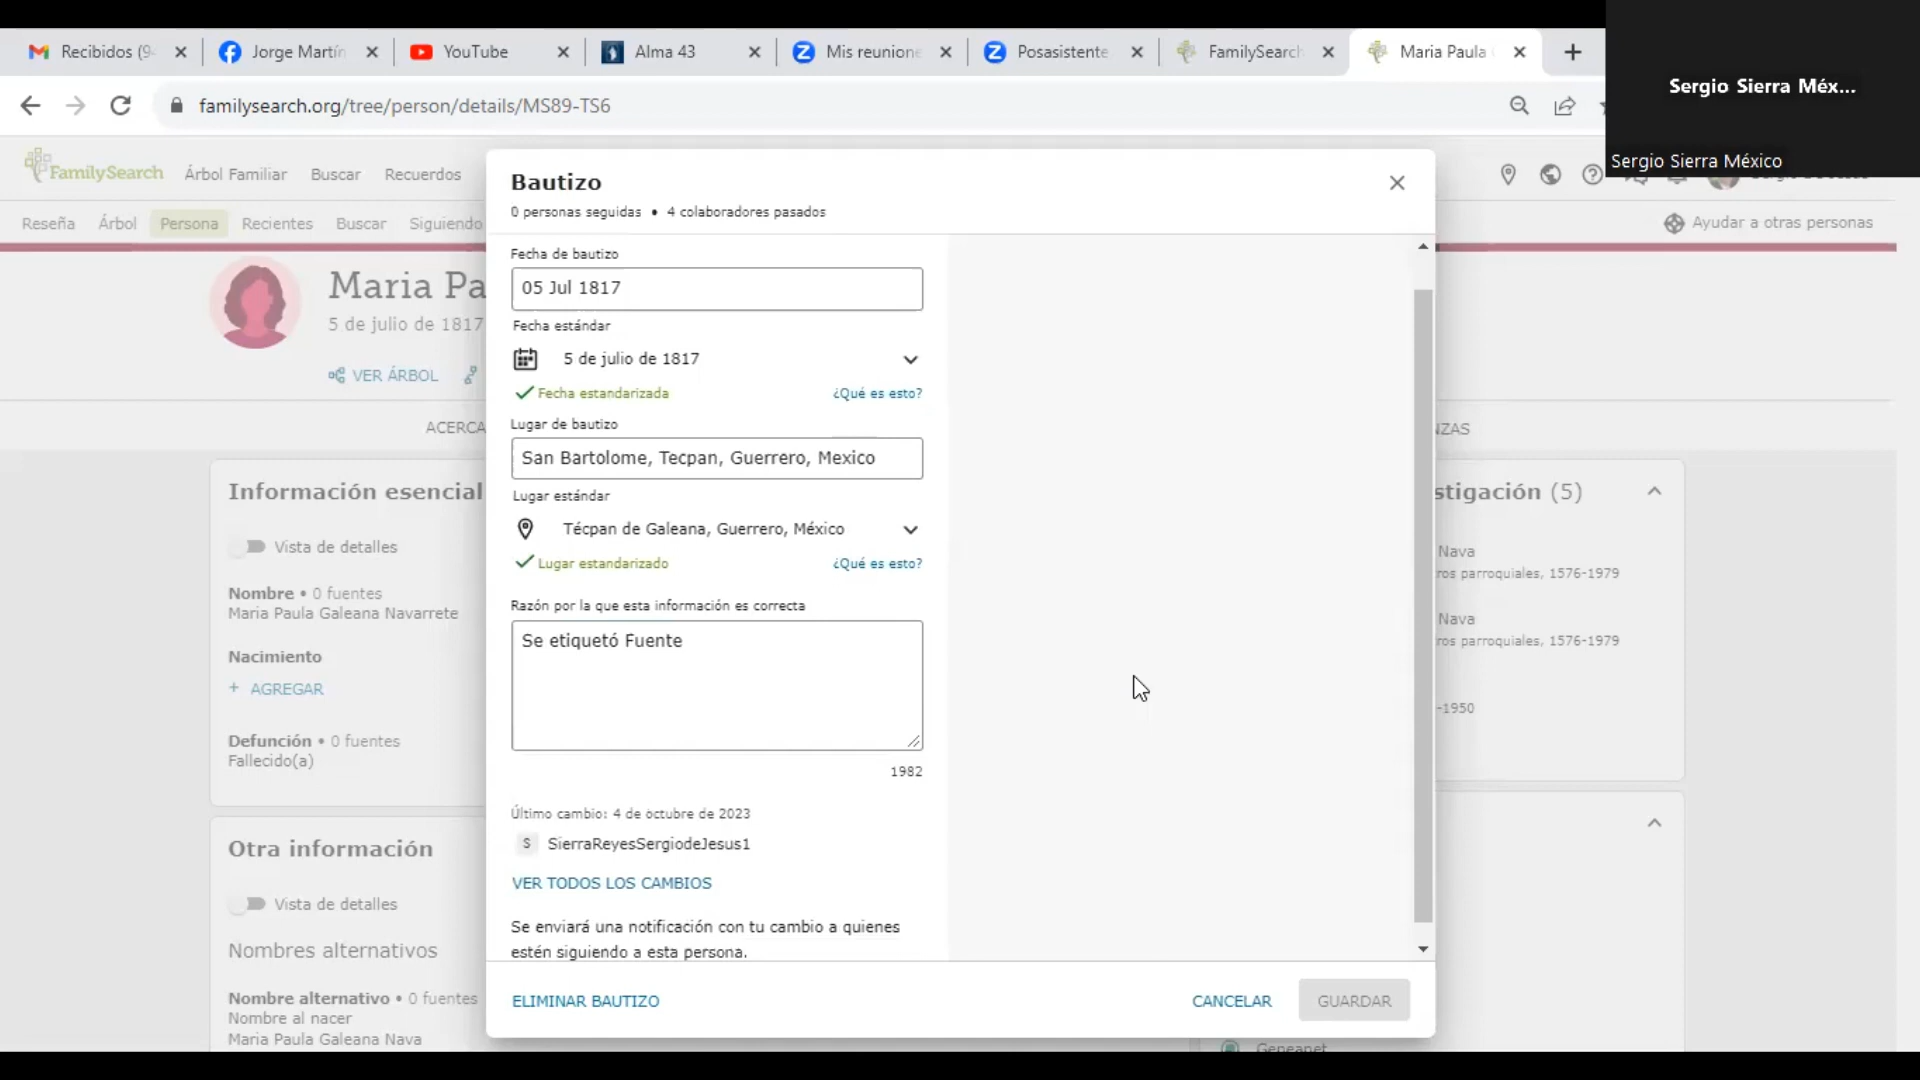 Recibidos (9
Jorge Martín
YouTube
Alma 43
Mis reunione
Posasistente
FamilySearch
Maria Paula
familysearch.org/tree/person/details/MS89-TS6
Sergio Sierra Méx...
Sergio Sierra México
FamilySearch
Árbol Familiar
Buscar
Recuerdos
Reseña
Árbol
Persona
Recientes
Buscar
Siguiendo
Ayudar a otras personas
Maria Pa
5 de julio de 1817
VER ÁRBOL
ACERCA
NZAS
Información esencial
Vista de detalles
Nombre • 0 fuentes
Maria Paula Galeana Navarrete
Nacimiento
+ AGREGAR
Defunción • 0 fuentes
Fallecido(a)
Otra información
Vista de detalles
Nombres alternativos
Nombre alternativo • 0 fuentes
Nombre al nacer
Maria Paula Galeana Nava
Bautizo
0 personas seguidas • 4 colaboradores pasados
Fecha de bautizo
05 Jul 1817
Fecha estándar
5 de julio de 1817
Fecha estandarizada
¿Qué es esto?
Lugar de bautizo
San Bartolome, Tecpan, Guerrero, Mexico
Lugar estándar
Técpan de Galeana, Guerrero, México
Lugar estandarizado
¿Qué es esto?
Razón por la que esta información es correcta
Se etiquetó Fuente
1982
Último cambio: 4 de octubre de 2023
S SierraReyesSergiodeJesus1
VER TODOS LOS CAMBIOS
Se enviará una notificación con tu cambio a quienes
estén siguiendo a esta persona.
ELIMINAR BAUTIZO
CANCELAR
GUARDAR
stigación (5)
Nava
ros parroquiales, 1576-1979
Nava
ros parroquiales, 1576-1979
-1950
Geneanet